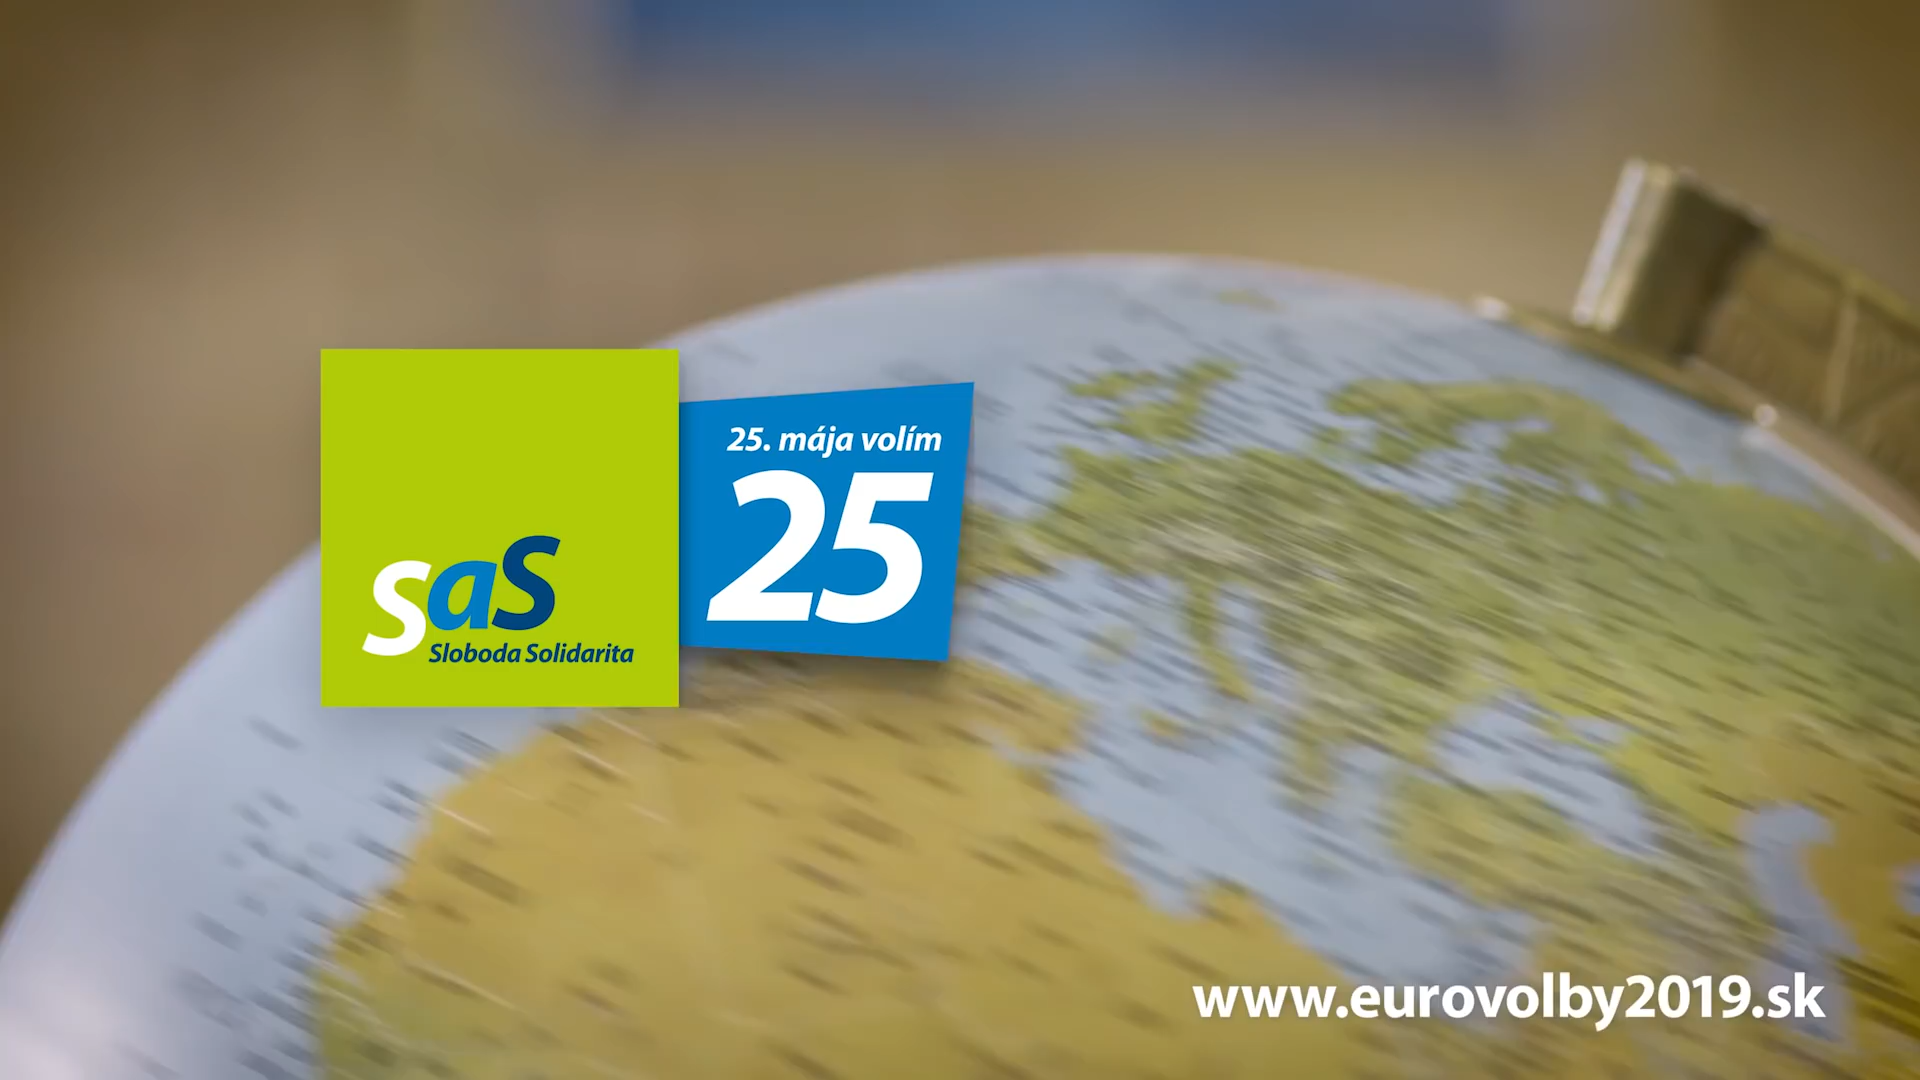 SaS
Sloboda Solidarita
25. mája volím
25
www.eurovolby2019.sk